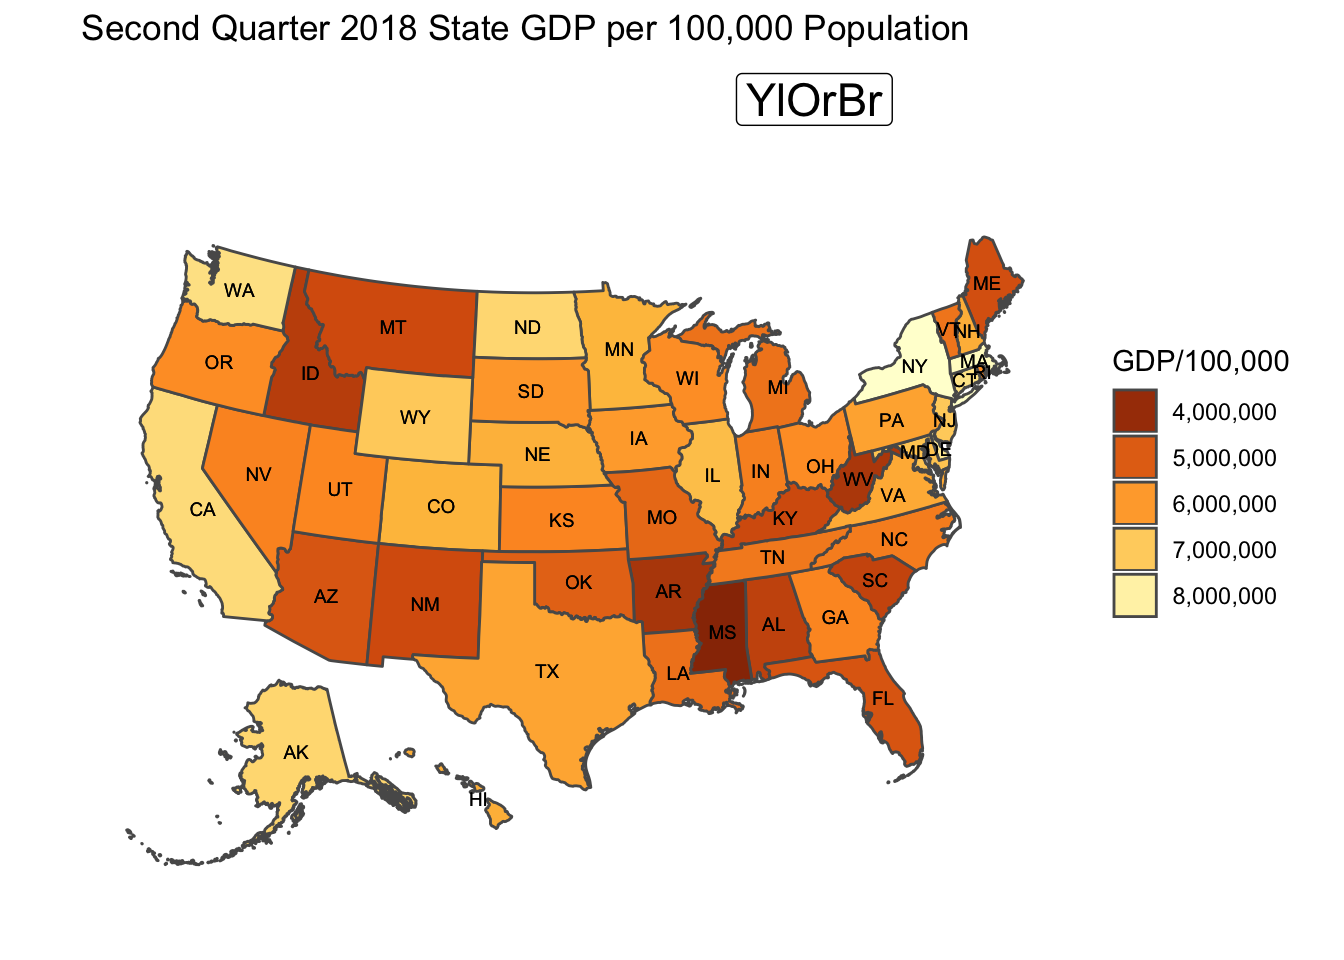 Second Quarter 2018 State GDP per 100,000 Population
YlOrBr
WA
MT
ND
MN
ME
VT
NH
OR
ID
SD
WI
MI
NY
MA
CT
RI
WY
NE
IA
PA
NJ
NV
UT
CO
IL
IN
OH
MD
DE
CA
KS
MO
KY
WV
VA
AZ
NM
OK
AR
TN
NC
SC
TX
LA
MS
AL
GA
FL
AK
HI
GDP/100,000
4,000,000
5,000,000
6,000,000
7,000,000
8,000,000